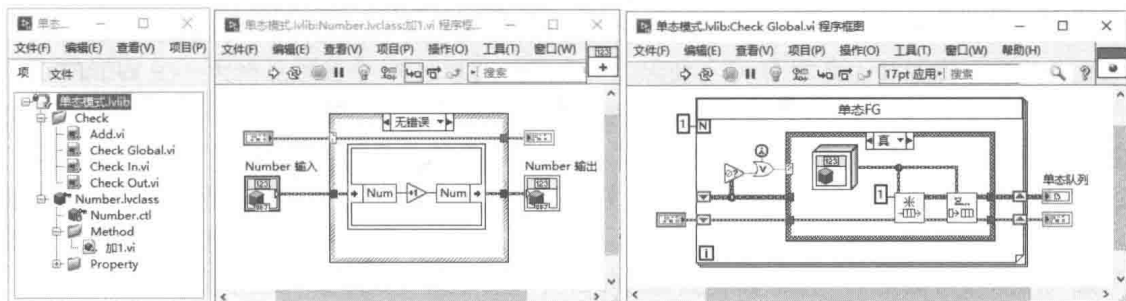 单态...
文件(F) 编辑(E) 查看(V) 项目(P)
项 文件
单态模式.lvlib
Check
Add.vi
Check Global.vi
Check In.vi
Check Out.vi
Number.lvclass
Number.ctl
Method
加1.vi
Property
单态模式.lvlib:Number.lvclass:加1.vi 程序框...
文件(F) 编辑(E) 查看(V) 项目(P) 操作(O) 工具(T) 窗口(W)
搜索
123
+
无错误
Number 输入
Number 输出
123
Num
+1
Num
123
单态模式.lvlib:Check Global.vi 程序框图
文件(F) 编辑(E) 查看(V) 项目(P) 操作(O) 工具(T) 窗口(W) 帮助(H)
17pt 应用
搜索
单态FG
1
N
真
123
1
单态队列
i